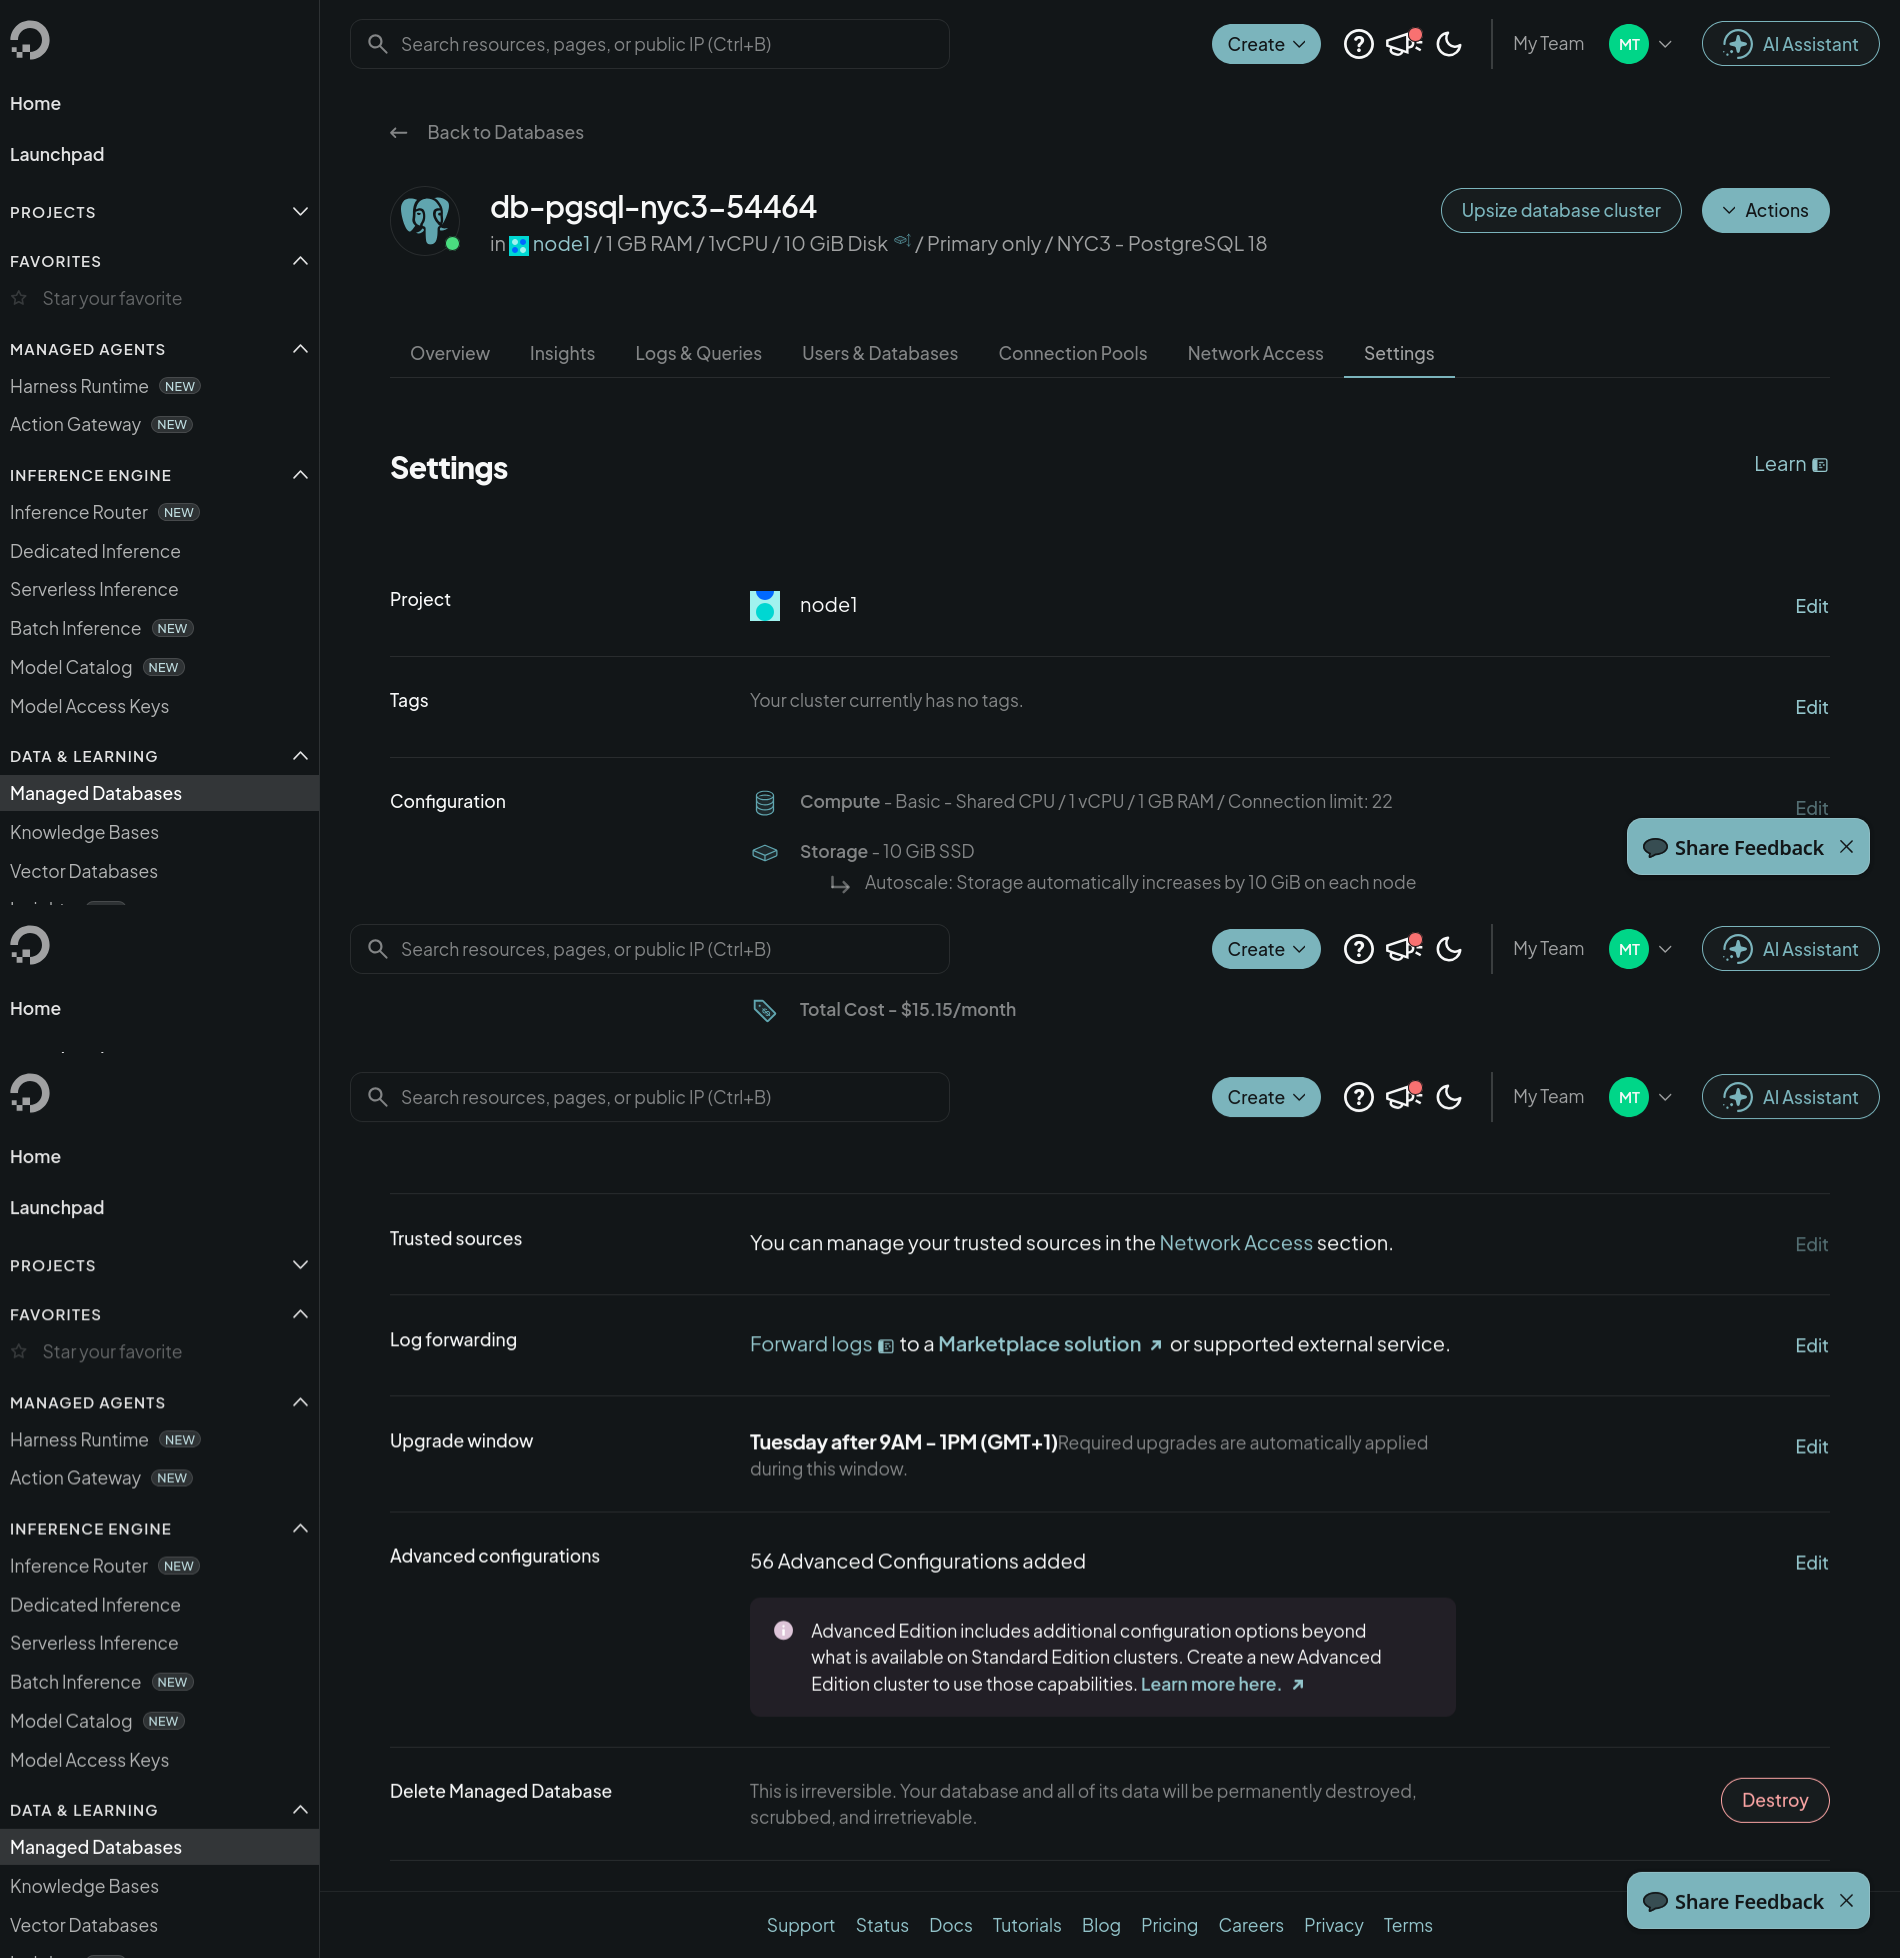 Search resources, pages, or public IP (Ctrl+B)
Create
My Team
MT
AI Assistant
Home
Launchpad
PROJECTS
FAVORITES
Star your favorite
MANAGED AGENTS
Harness Runtime NEW
Action Gateway NEW
INFERENCE ENGINE
Inference Router NEW
Dedicated Inference
Serverless Inference
Batch Inference NEW
Model Catalog NEW
Model Access Keys
DATA & LEARNING
Managed Databases
Knowledge Bases
Vector Databases
Back to Databases
db-pgsql-nyc3-54464
in node1 / 1 GB RAM / 1vCPU / 10 GiB Disk / Primary only / NYC3 - PostgreSQL 18
Upsize database cluster
Actions
Overview
Insights
Logs & Queries
Users & Databases
Connection Pools
Network Access
Settings
Settings
Learn
Project
node1
Edit
Tags
Your cluster currently has no tags.
Edit
Configuration
Compute - Basic - Shared CPU / 1 vCPU / 1 GB RAM / Connection limit: 22
Edit
Storage - 10 GiB SSD
Autoscale: Storage automatically increases by 10 GiB on each node
Share Feedback
Search resources, pages, or public IP (Ctrl+B)
Create
My Team
MT
AI Assistant
Home
Total Cost - $15.15/month
Search resources, pages, or public IP (Ctrl+B)
Create
My Team
MT
AI Assistant
Home
Launchpad
PROJECTS
FAVORITES
Star your favorite
MANAGED AGENTS
Harness Runtime NEW
Action Gateway NEW
INFERENCE ENGINE
Inference Router NEW
Dedicated Inference
Serverless Inference
Batch Inference NEW
Model Catalog NEW
Model Access Keys
DATA & LEARNING
Managed Databases
Knowledge Bases
Vector Databases
Trusted sources
You can manage your trusted sources in the Network Access section.
Edit
Log forwarding
Forward logs to a Marketplace solution or supported external service.
Edit
Upgrade window
Tuesday after 9AM - 1PM (GMT+1)Required upgrades are automatically applied
during this window.
Edit
Advanced configurations
56 Advanced Configurations added
Edit
Advanced Edition includes additional configuration options beyond
what is available on Standard Edition clusters. Create a new Advanced
Edition cluster to use those capabilities. Learn more here.
Delete Managed Database
This is irreversible. Your database and all of its data will be permanently destroyed,
scrubbed, and irretrievable.
Destroy
Share Feedback
Support Status Docs Tutorials Blog Pricing Careers Privacy Terms